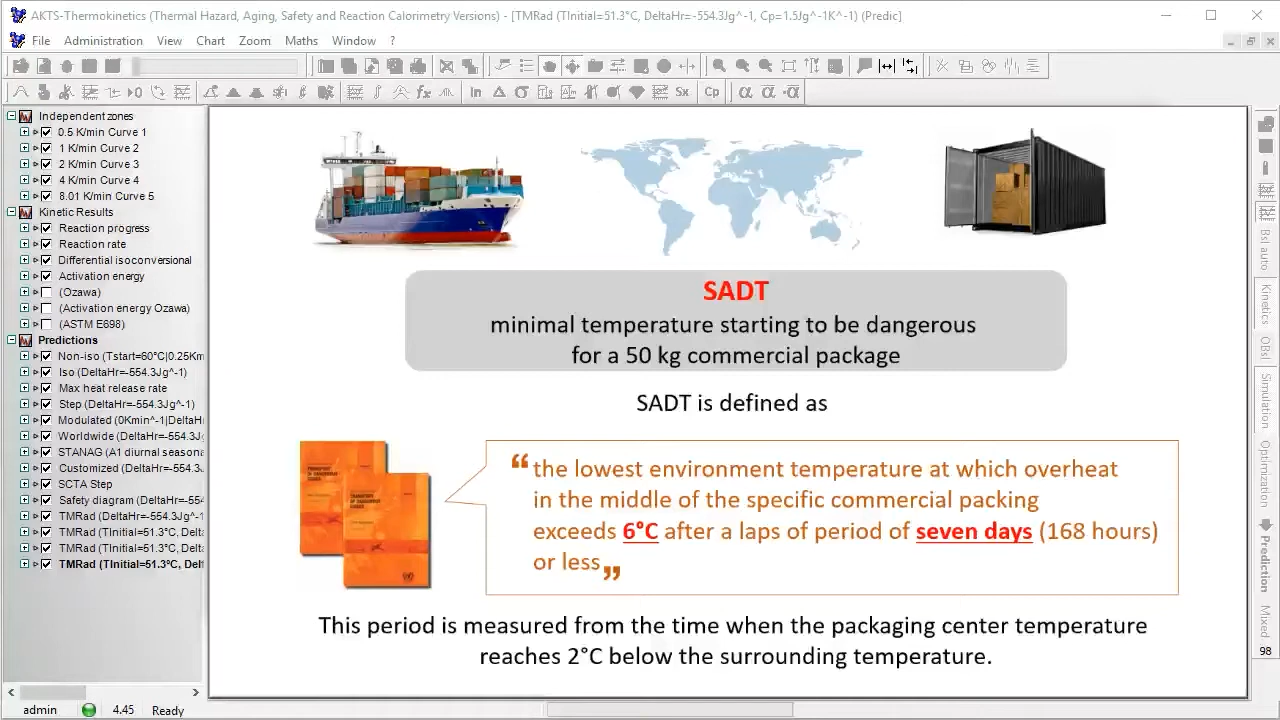 AKTS-Thermokinetics (Thermal Hazard, Aging, Safety and Reaction Calorimetry Versions) - [TMRad (TInitial=51.3°C, DeltaHr=-554.3Jg^-1, Cp=1.5Jg^-1K^-1) (Predic]
File Administration View Chart Zoom Maths Window ?
Independent zones
0.5 K/min Curve 1
1 K/min Curve 2
2 K/min Curve 3
4 K/min Curve 4
8.01 K/min Curve 5
Kinetic Results
Reaction progress
Reaction rate
Differential isoconversional
Activation energy
(Ozawa)
(Activation energy Ozawa)
(ASTM E698)
Predictions
Non-iso (Tstart=60°C|0.25Km
Iso (DeltaHr=-554.3Jg^-1)
Max heat release rate
Step (DeltaHr=-554.3Jg^-1)
Modulated (0Kmin^-1|DeltaH
Worldwide (DeltaHr=-554.3Jg
STANAG (A1 diurnal seasona
Customized (DeltaHr=-554.3J
SCTA Step
Safety diagram (DeltaHr=-554
TMRad (DeltaHr=-554.3Jg^-1
TMRad (TInitial=51.3°C, Delt
TMRad (TInitial=51.3°C, Delt
TMRad (TInitial=51.3°C, Del
SADT
minimal temperature starting to be dangerous
for a 50 kg commercial package
SADT is defined as
“the lowest environment temperature at which overheat
in the middle of the specific commercial packing
exceeds 6°C after a laps of period of seven days (168 hours)
or less„
This period is measured from the time when the packaging center temperature
reaches 2°C below the surrounding temperature.
ln
fx
Sx
Cp
Kinetics
Simulation
Optimization
Prediction
Mixed
98
admin 4.45 Ready